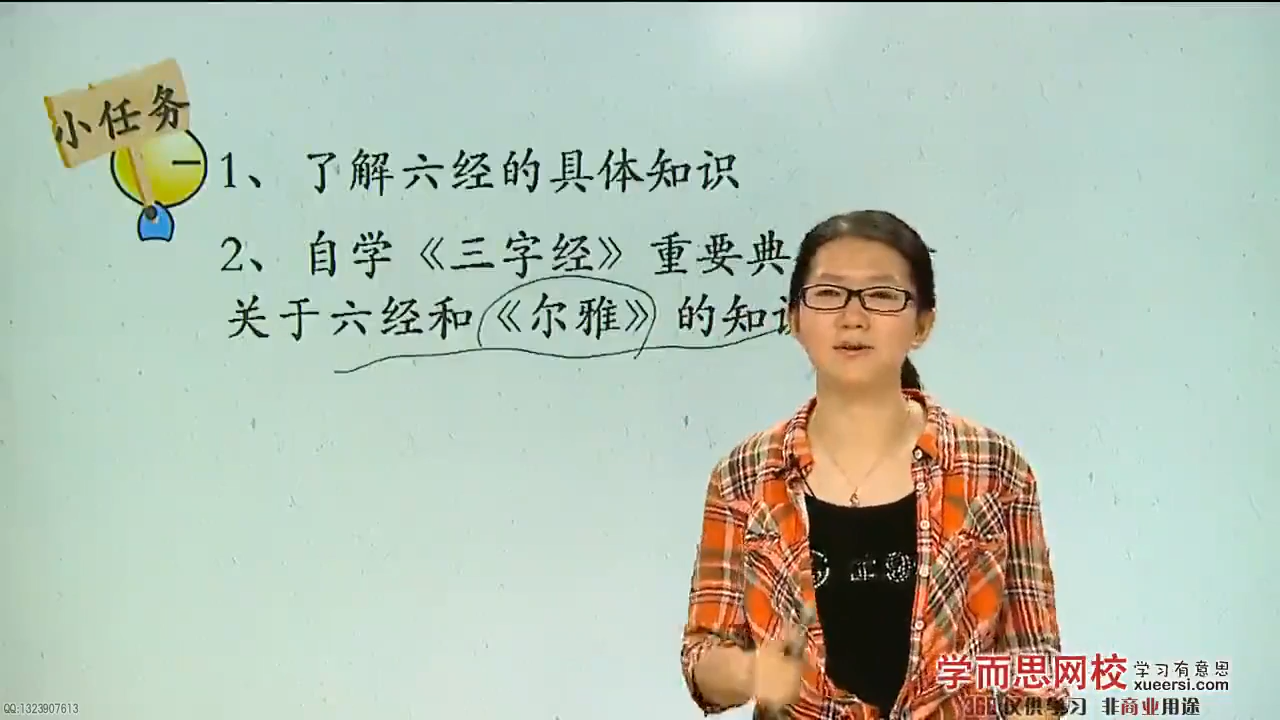 小任务
1、了解六经的具体知识
2、自学《三字经》重要典
关于六经和《尔雅》的知
学而思网校
学习有意思
xueersi.com
仅供学习 非商业用途
QQ:1323907613